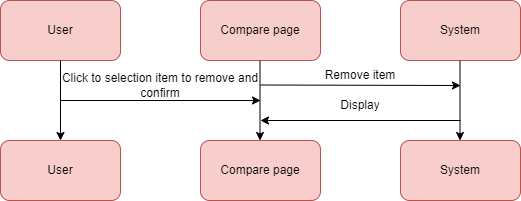 User
Compare page
System
Click to selection item to remove and
confirm
Remove item
Display
User
Compare page
System